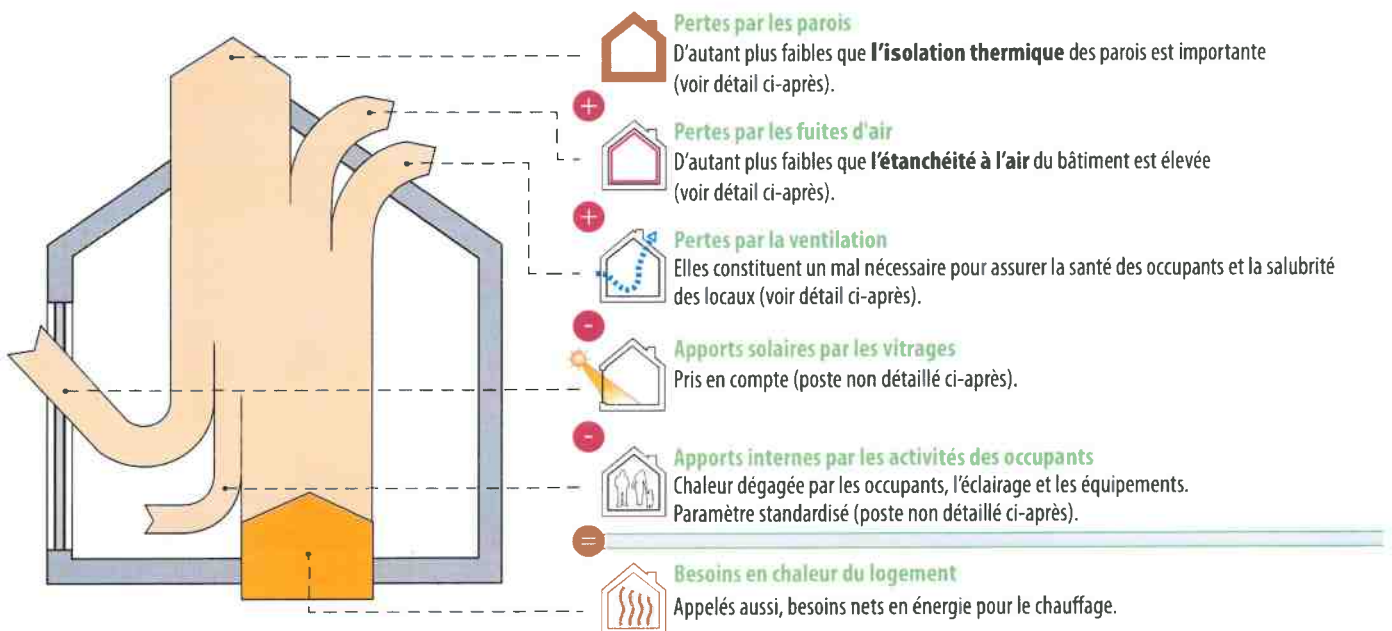 Pertes par les parois
D'autant plus faibles que l'isolation thermique des parois est importante
(voir détail ci-après).
+
Pertes par les fuites d'air
D'autant plus faibles que l'étanchéité à l'air du bâtiment est élevée
(voir détail ci-après).
+
Pertes par la ventilation
Elles constituent un mal nécessaire pour assurer la santé des occupants et la salubrité
des locaux (voir détail ci-après).
-
Apports solaires par les vitrages
Pris en compte (poste non détaillé ci-après).
-
Apports internes par les activités des occupants
Chaleur dégagée par les occupants, l'éclairage et les équipements.
Paramètre standardisé (poste non détaillé ci-après).
=
Besoins en chaleur du logement
Appelés aussi, besoins nets en énergie pour le chauffage.